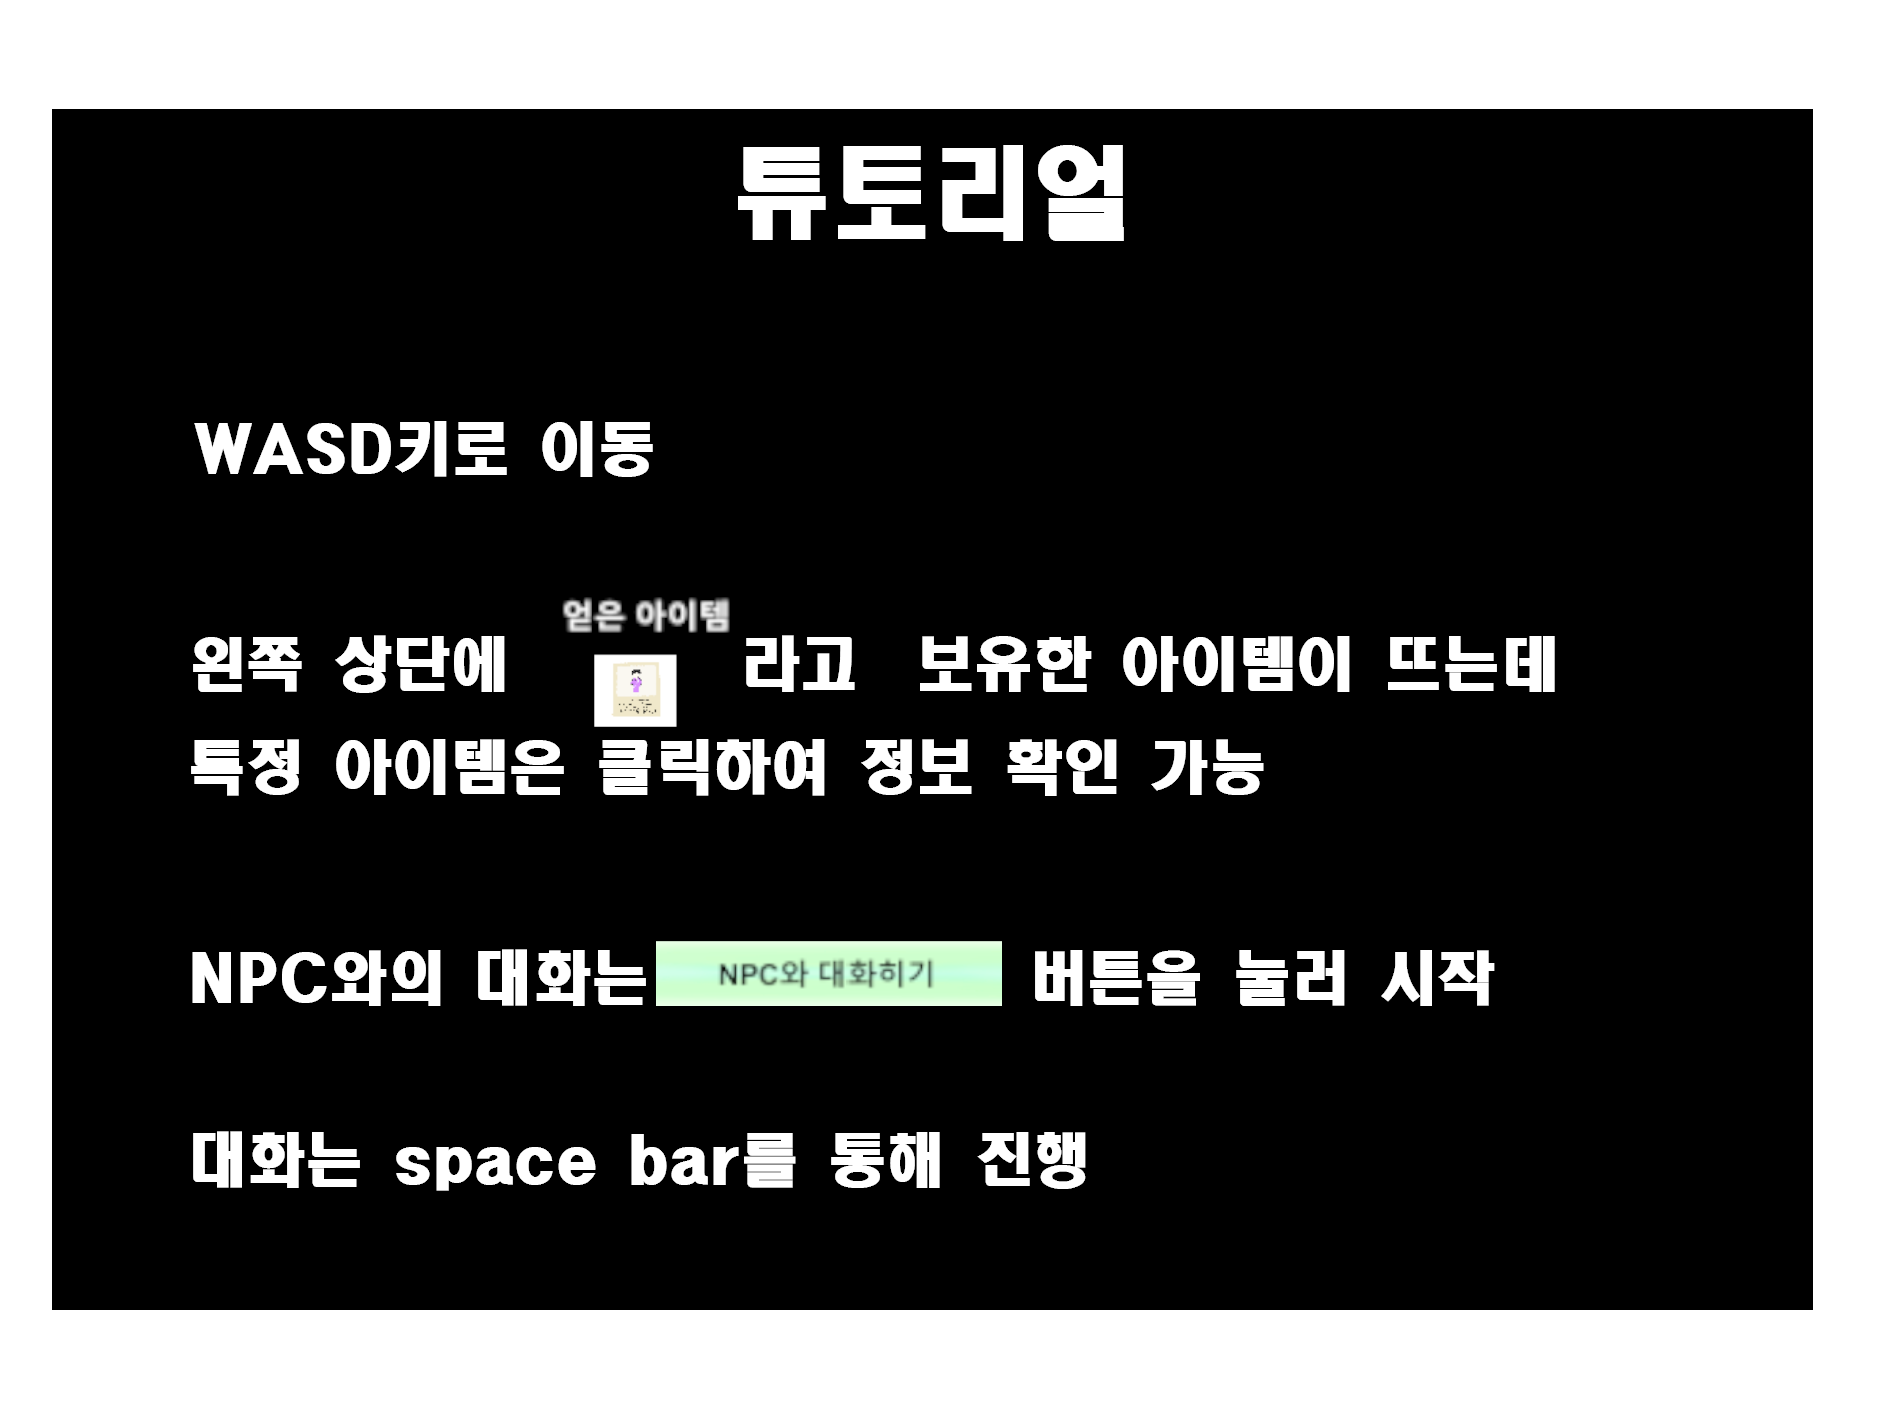 튜토리얼
WASD키로 이동
얻은 아이템
왼쪽 상단에 라고 보유한 아이템이 뜨는데
특정 아이템은 클릭하여 정보 확인 가능
NPC와의 대화는 NPC와 대화히기 버튼을 눌러 시작
대화는 space bar를 통해 진행